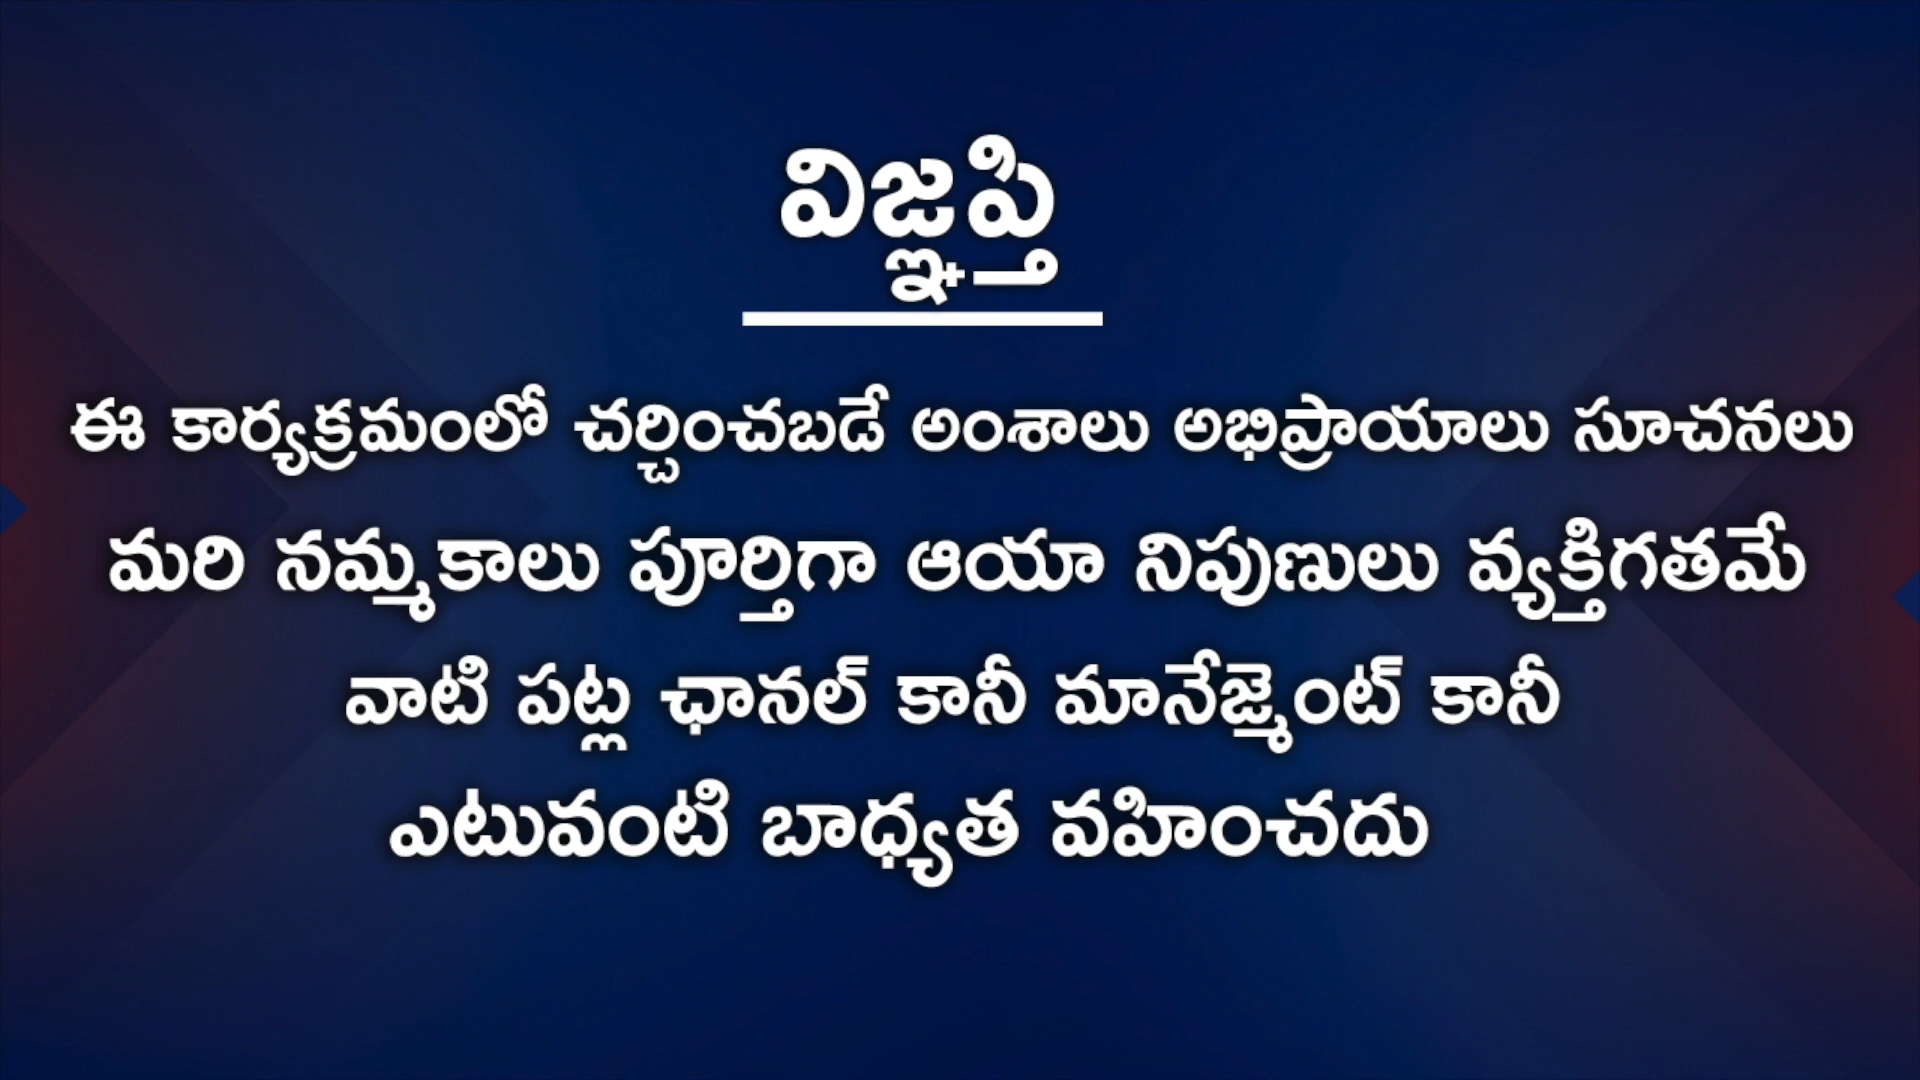 విజ్ఞప్తి
ఈ కార్యక్రమంలో చర్చించబడే అంశాలు అభిప్రాయాలు సూచనలు
మరి నమ్మకాలు పూర్తిగా ఆయా నిపుణులు వ్యక్తిగతమే
వాటి పట్ల ఛానల్ కానీ మానేజ్మెంట్ కానీ
ఎటువంటి బాధ్యత వహించదు